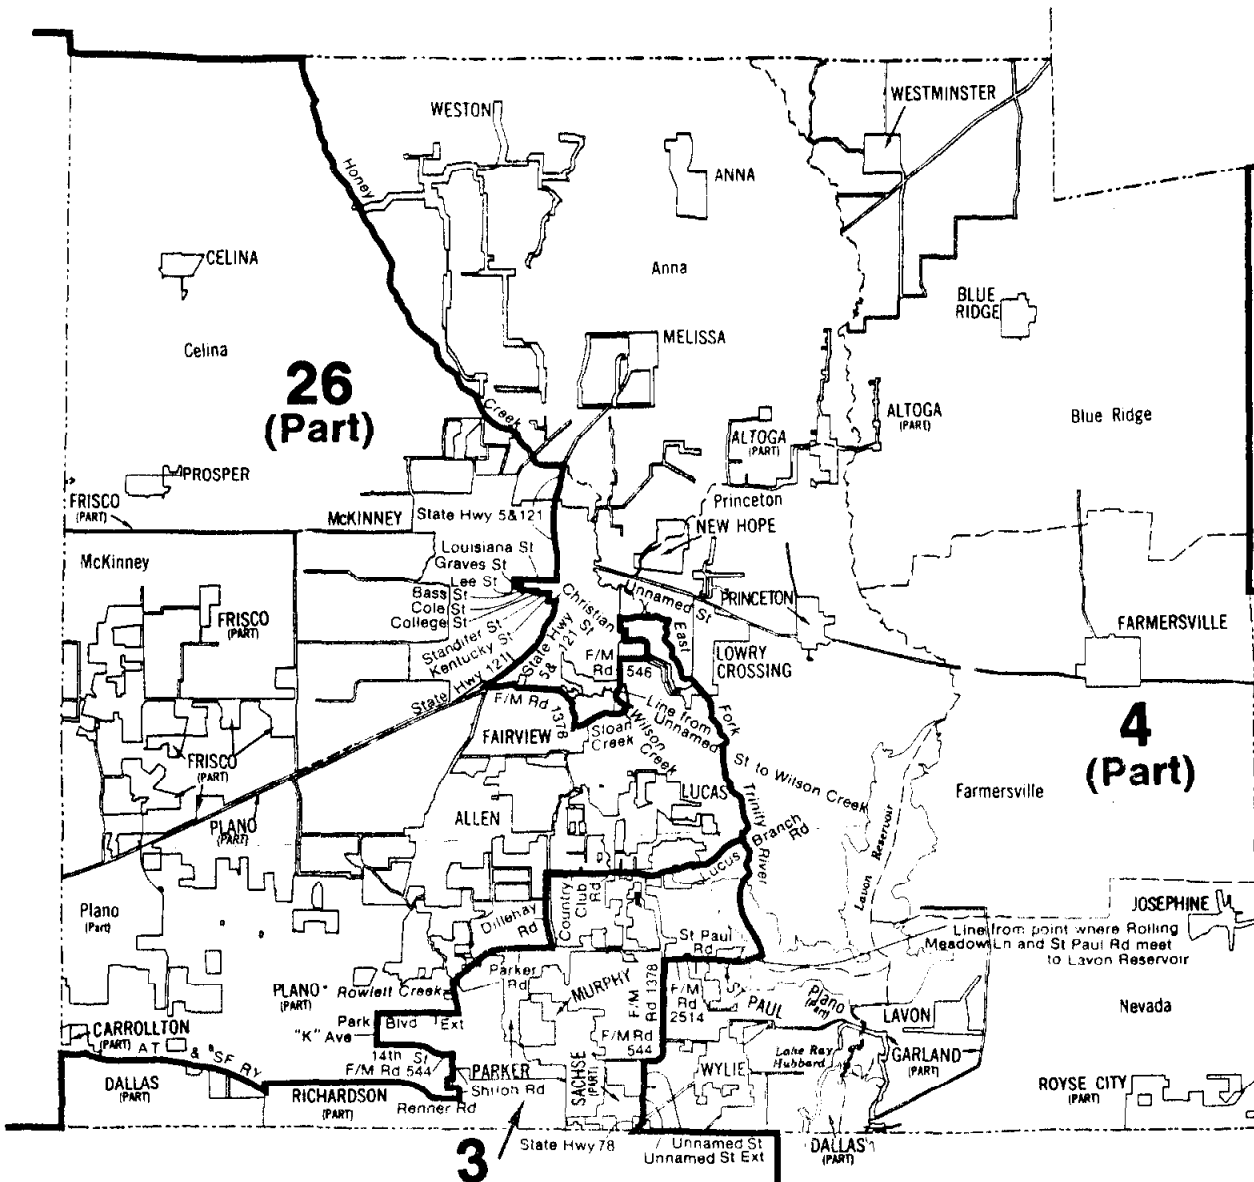 WESTMINSTER
WESTON
Honey
ANNA
CELINA
Anna
BLUE
RIDGE
MELISSA
Celina
26
(Part)
Creek
ALTOGA
(PART)
ALTOGA
(PART)
Blue Ridge
PROSPER
FRISCO
(PART)
McKINNEY
State Hwy 5&121
Princeton
NEW HOPE
McKinney
Louisiana St
Graves St
Lee St
Bass St
Cole St
College St
Standifer St
Kentucky St
State Hwy 121
Christian
St
State Hwy
5 & 121
Unnamed St
PRINCETON
FRISCO
(PART)
East
Fork
Trinity
River
F/M
Rd
546
LOWRY
CROSSING
FARMERSVILLE
F/M Rd 1378
Line from
Unnamed
St to Wilson Creek
Sloan
Creek
Wilson
Creek
FAIRVIEW
4
(Part)
FRISCO
(PART)
LUCAS
Farmersville
PLANO
(PART)
ALLEN
Lucus Branch
Rd
Lavon Reservoir
Plano
(Part)
Dillehay
Rd
Country
Club
Rd
St Paul
Rd
JOSEPHINE
Line from point where Rolling
Meadow Ln and St Paul Rd meet
to Lavon Reservoir
Parker
Rd
MURPHY
F/M
Rd 1378
F/M
Rd
2514
ST PAUL
Plano
(Part)
LAVON
Nevada
PLANO
(PART)
Rowlett Creek
Park
Blvd
Ext
"K" Ave
CARROLLTON
(PART)
AT & SF RY
14th St
F/M Rd 544
F/M Rd
544
Lake Ray
Hubbard
GARLAND
(PART)
DALLAS
(PART)
PARKER
Shiloh Rd
SACHSE
(PART)
WYLIE
ROYSE CITY
(PART)
RICHARDSON
(PART)
Renner Rd
3
State Hwy 78
Unnamed St
Unnamed St Ext
DALLAS
(PART)